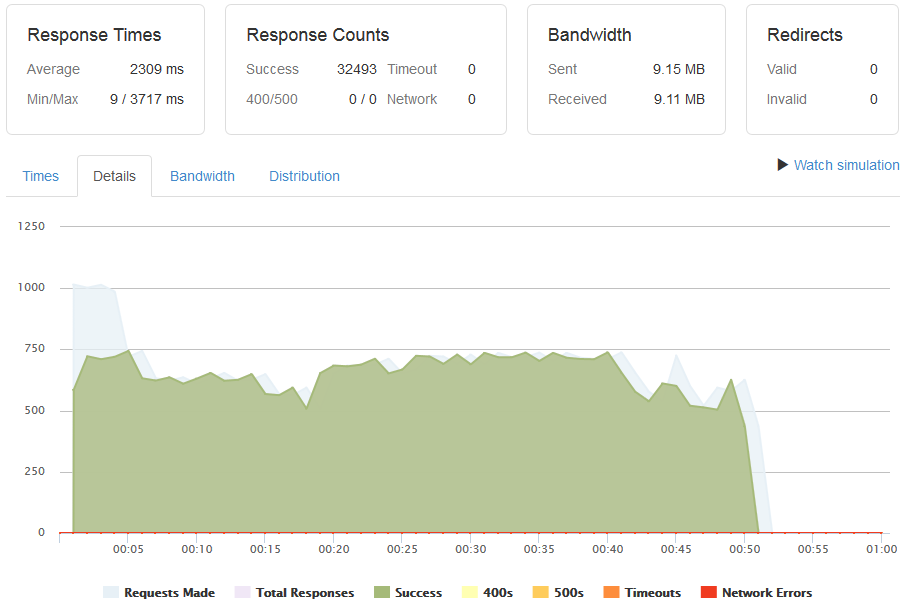 Response Times
Average 2309 ms
Min/Max 9 / 3717 ms
Response Counts
Success 32493 Timeout 0
400/500 0 / 0 Network 0
Bandwidth
Sent 9.15 MB
Received 9.11 MB
Redirects
Valid 0
Invalid 0
Times Details Bandwidth Distribution
Watch simulation
1250
1000
750
500
250
0
00:05 00:10 00:15 00:20 00:25 00:30 00:35 00:40 00:45 00:50 00:55 01:00
Requests Made Total Responses Success 400s 500s Timeouts Network Errors